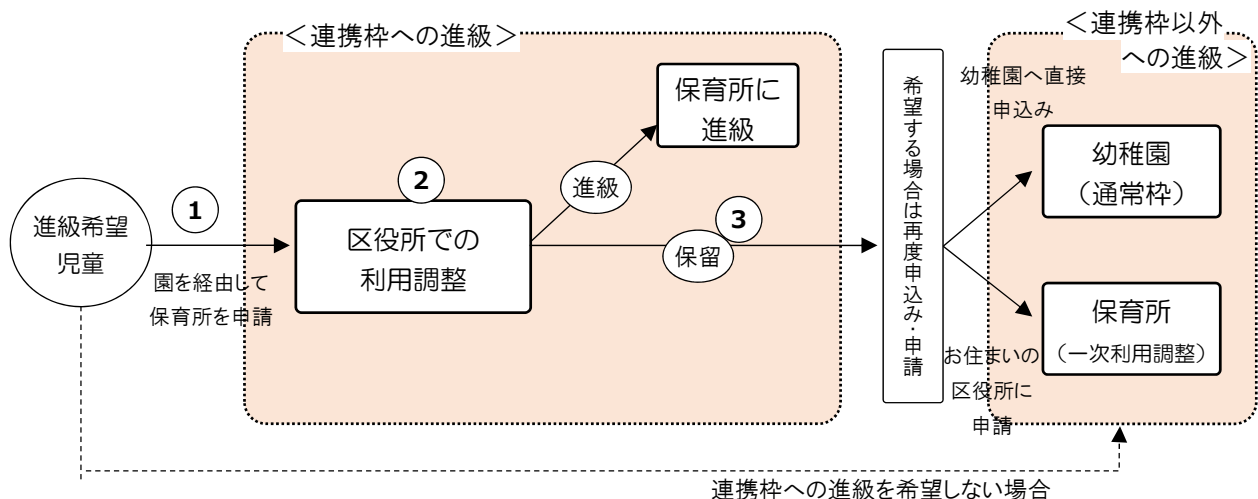 ＜連携枠への進級＞
＜連携枠以外
への進級＞
進級希望
児童
1
園を経由して
保育所を申請
2
区役所での
利用調整
進級
保育所に
進級
3
保留
希望する場合は再度申込み・申請
幼稚園へ直接
申込み
幼稚園
（通常枠）
保育所
（一次利用調整）
お住まいの
区役所に
申請
連携枠への進級を希望しない場合